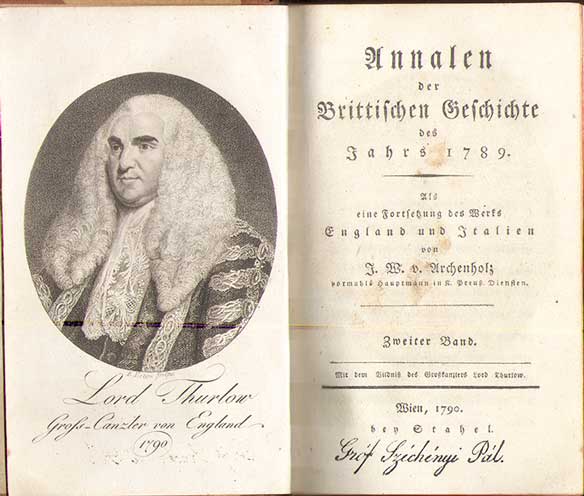 Lord Thurlow
Gross-Canzler von England
1790
Annalen
der
Brittischen Geschichte
des
Jahrs 1789.
Als
eine Fortsetzung des Werks
England und Italien
von
J. W. v. Archenholz
vormahls Hauptmann in K. Preuß. Diensten.
Zweiter Band.
Mit dem Bildniß des Großkanzlers Lord Thurlow.
Wien, 1790.
bey Stahel.
Gróf Széchényi Pál.